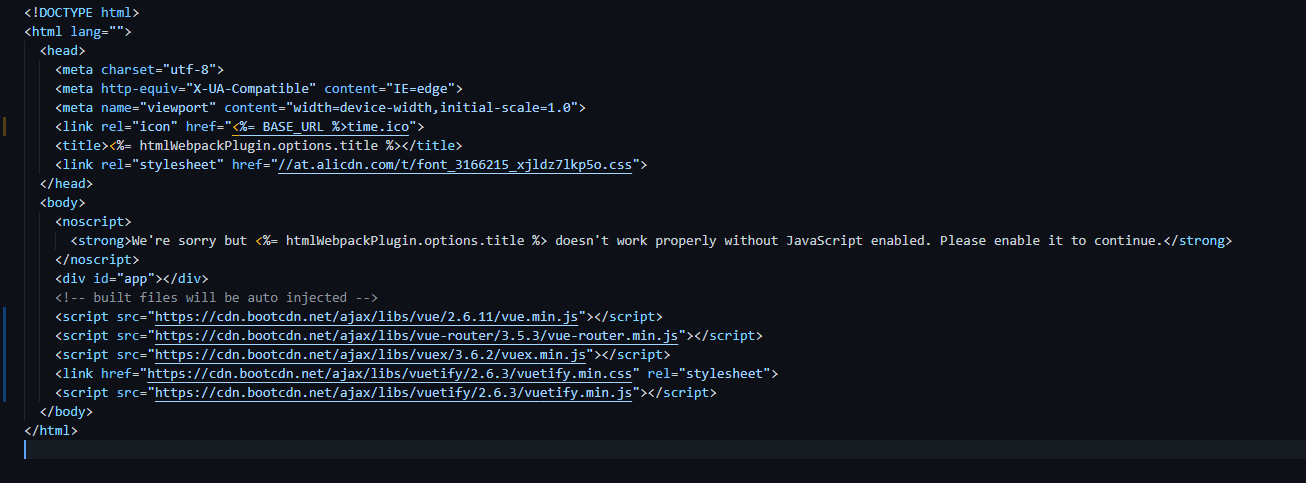 <!DOCTYPE html>
<html lang="">
  <head>
    <meta charset="utf-8">
    <meta http-equiv="X-UA-Compatible" content="IE=edge">
    <meta name="viewport" content="width=device-width,initial-scale=1.0">
    <link rel="icon" href="<%= BASE_URL %>time.ico">
    <title><%= htmlWebpackPlugin.options.title %></title>
    <link rel="stylesheet" href="//at.alicdn.com/t/font_3166215_xjldz7lkp5o.css">
  </head>
  <body>
    <noscript>
      <strong>We're sorry but <%= htmlWebpackPlugin.options.title %> doesn't work properly without JavaScript enabled. Please enable it to continue.</strong>
    </noscript>
    <div id="app"></div>
    <!-- built files will be auto injected -->
    <script src="https://cdn.bootcdn.net/ajax/libs/vue/2.6.11/vue.min.js"></script>
    <script src="https://cdn.bootcdn.net/ajax/libs/vue-router/3.5.3/vue-router.min.js"></script>
    <script src="https://cdn.bootcdn.net/ajax/libs/vuex/3.6.2/vuex.min.js"></script>
    <link href="https://cdn.bootcdn.net/ajax/libs/vuetify/2.6.3/vuetify.min.css" rel="stylesheet">
    <script src="https://cdn.bootcdn.net/ajax/libs/vuetify/2.6.3/vuetify.min.js"></script>
  </body>
</html>